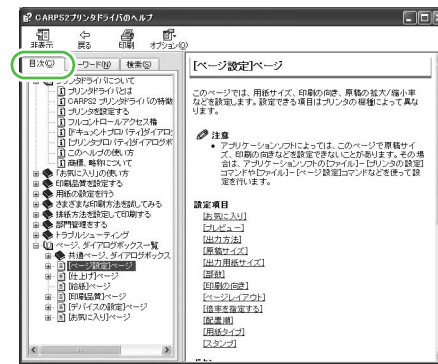 CARPS2プリンタドライバのヘルプ
非表示 戻る 印刷 オプション(O)
目次(C) ーワード(N) 検索(S)
プリンタドライバについて
プリンタドライバとは
CARPS2 プリンタドライバの特徴
プリンタを設定する
フルコントロールアクセス権
[ドキュメントプロパティ]ダイアロ
[プリンタプロパティ]ダイアログボ
このヘルプの使い方
商標、略称について
「お気に入り」の使い方
印刷品質を設定する
用紙の設定を行う
さまざまな印刷方法を試してみる
排紙方法を設定して印刷する
部門管理をする
トラブルシューティング
ページ、ダイアログボックス一覧
共通ページ、ダイアログボックス
[ページ設定]ページ
[仕上げ]ページ
[給紙]ページ
[印刷品質]ページ
[デバイスの設定]ページ
[お気に入り]ページ
[ページ設定]ページ
このページでは、用紙サイズ、印刷の向き、原稿の拡大/縮小率
などを設定します。設定できる項目はプリンタの機種によって異な
ります。
注意
• アプリケーションソフトによっては、このページで原稿サイ
ズ、印刷の向きなどを設定できないことがあります。その場
合は、アプリケーションソフトの[ファイル]-[プリンタの設定]
コマンドや[ファイル]-[ページ設定]コマンドなどを使って設
定を行います。
設定項目
[お気に入り]
[プレビュー]
[出力方法]
[原稿サイズ]
[出力用紙サイズ]
[部数]
[印刷の向き]
[ページレイアウト]
[倍率を指定する]
[配置順]
[用紙タイプ]
[スタンプ]